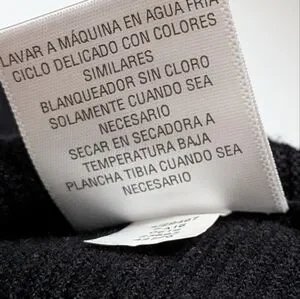 LAVAR A MÁQUINA EN AGUA FRIA
CICLO DELICADO CON COLORES
SIMILARES
BLANQUEADOR SIN CLORO
SOLAMENTE CUANDO SEA
NECESARIO
SECAR EN SECADORA A
TEMPERATURA BAJA
PLANCHA TIBIA CUANDO SEA
NECESARIO